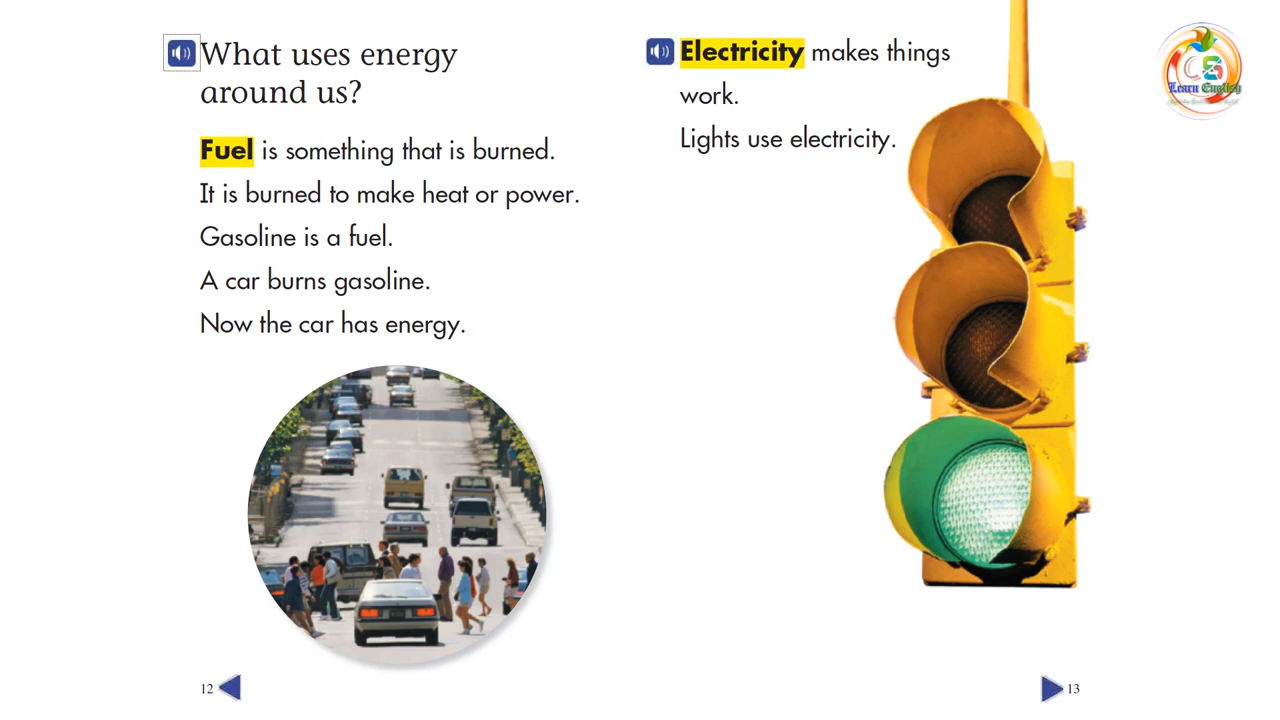 What uses energy
around us?
Fuel is something that is burned.
It is burned to make heat or power.
Gasoline is a fuel.
A car burns gasoline.
Now the car has energy.
12
Electricity makes things
work.
Lights use electricity.
13
Learn English